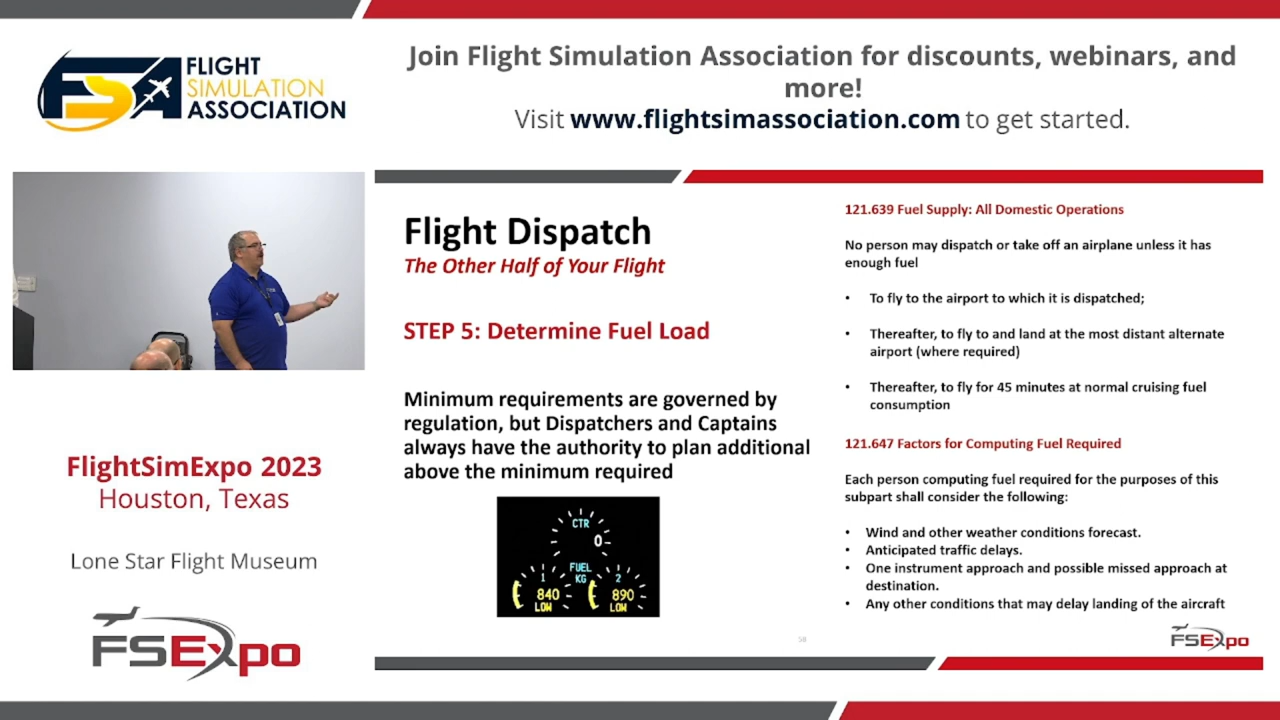 FLIGHT
SIMULATION
ASSOCIATION
Join Flight Simulation Association for discounts, webinars, and
more!
Visit www.flightsimassociation.com to get started.
Flight Dispatch
The Other Half of Your Flight
STEP 5: Determine Fuel Load
Minimum requirements are governed by
regulation, but Dispatchers and Captains
always have the authority to plan additional
above the minimum required
CTR
0
FUEL
KG
1
2
840
890
LOW
LOW
121.639 Fuel Supply: All Domestic Operations
No person may dispatch or take off an airplane unless it has
enough fuel
• To fly to the airport to which it is dispatched;
• Thereafter, to fly to and land at the most distant alternate
airport (where required)
• Thereafter, to fly for 45 minutes at normal cruising fuel
consumption
121.647 Factors for Computing Fuel Required
Each person computing fuel required for the purposes of this
subpart shall consider the following:
• Wind and other weather conditions forecast.
• Anticipated traffic delays.
• One instrument approach and possible missed approach at
destination.
• Any other conditions that may delay landing of the aircraft
FSExpo
FlightSimExpo 2023
Houston, Texas
Lone Star Flight Museum
FSExpo